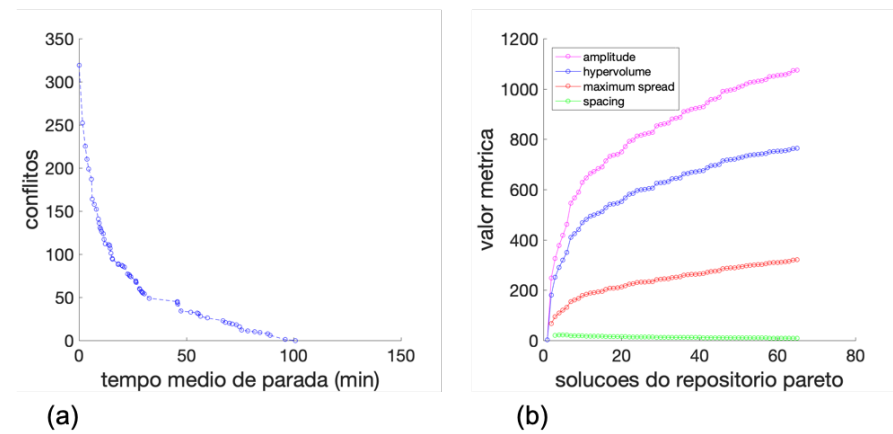 350
300
250
200
150
100
50
0
conflitos
0 50 100 150
tempo medio de parada (min)
(a)
1200
1000
800
600
400
200
0
valor metrica
amplitude
hypervolume
maximum spread
spacing
0 20 40 60 80
solucoes do repositorio pareto
(b)